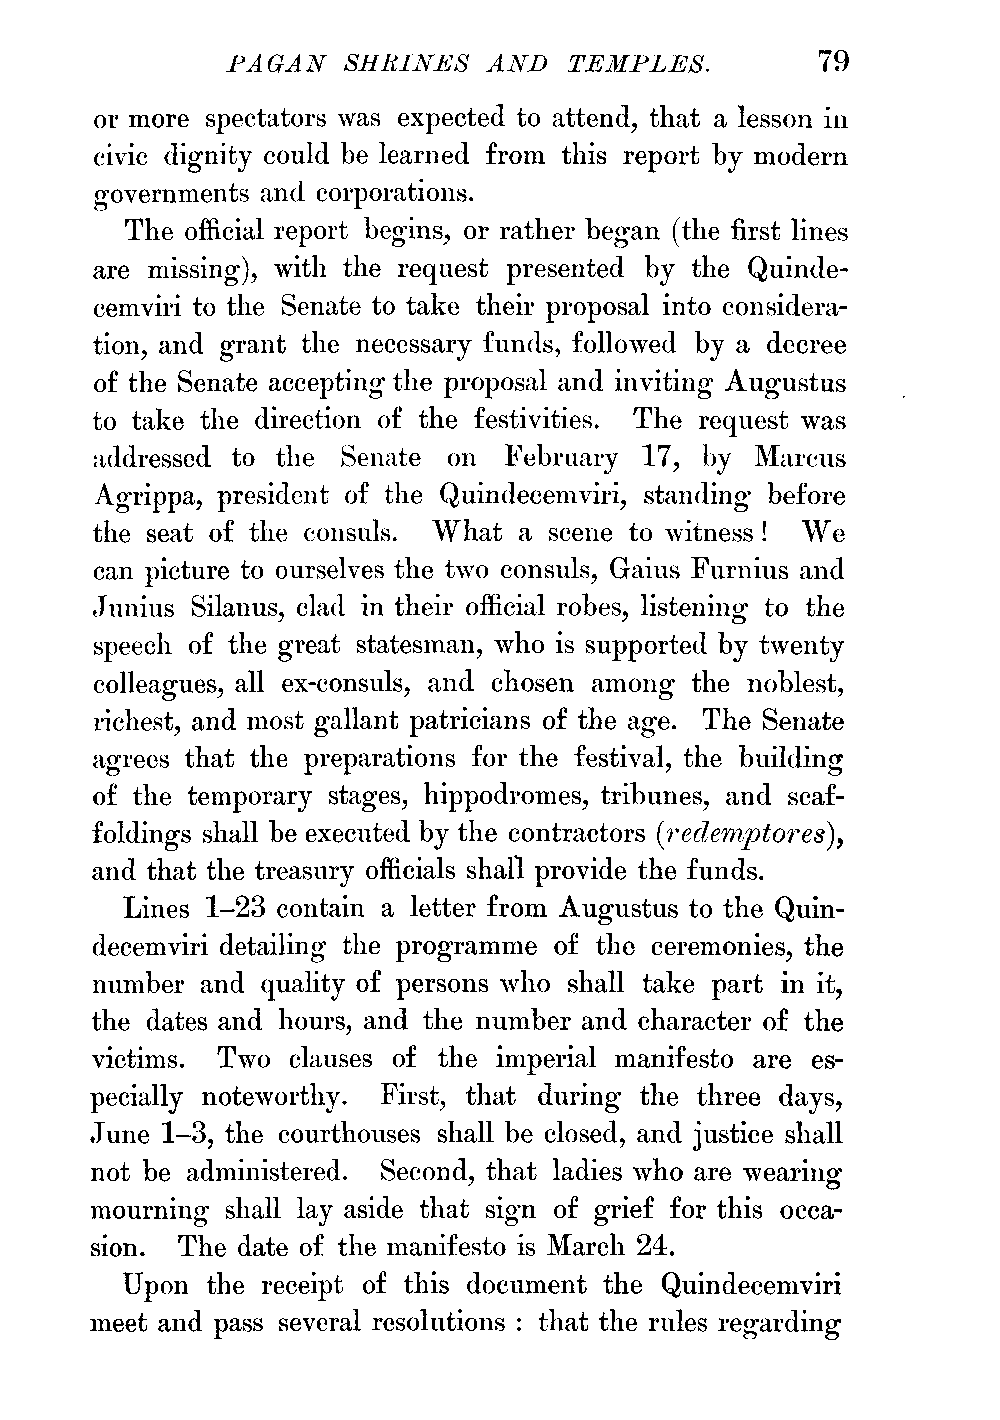 PAGAN SHRINES AND TEMPLES. 79
or more spectators was expected to attend, that a lesson in
civic dignity could be learned from this report by modern
governments and corporations.
The official report begins, or rather began (the first lines
are missing), with the request presented by the Quinde-
cemviri to the Senate to take their proposal into considera-
tion, and grant the necessary funds, followed by a decree
of the Senate accepting the proposal and inviting Augustus
to take the direction of the festivities. The request was
addressed to the Senate on February 17, by Marcus
Agrippa, president of the Quindecemviri, standing before
the seat of the consuls. What a scene to witness! We
can picture to ourselves the two consuls, Gaius Furnius and
Junius Silanus, clad in their official robes, listening to the
speech of the great statesman, who is supported by twenty
colleagues, all ex-consuls, and chosen among the noblest,
richest, and most gallant patricians of the age. The Senate
agrees that the preparations for the festival, the building
of the temporary stages, hippodromes, tribunes, and scaf-
foldings shall be executed by the contractors (redemptores),
and that the treasury officials shall provide the funds.
Lines 1–23 contain a letter from Augustus to the Quin-
decemviri detailing the programme of the ceremonies, the
number and quality of persons who shall take part in it,
the dates and hours, and the number and character of the
victims. Two clauses of the imperial manifesto are es-
pecially noteworthy. First, that during the three days,
June 1–3, the courthouses shall be closed, and justice shall
not be administered. Second, that ladies who are wearing
mourning shall lay aside that sign of grief for this occa-
sion. The date of the manifesto is March 24.
Upon the receipt of this document the Quindecemviri
meet and pass several resolutions : that the rules regarding